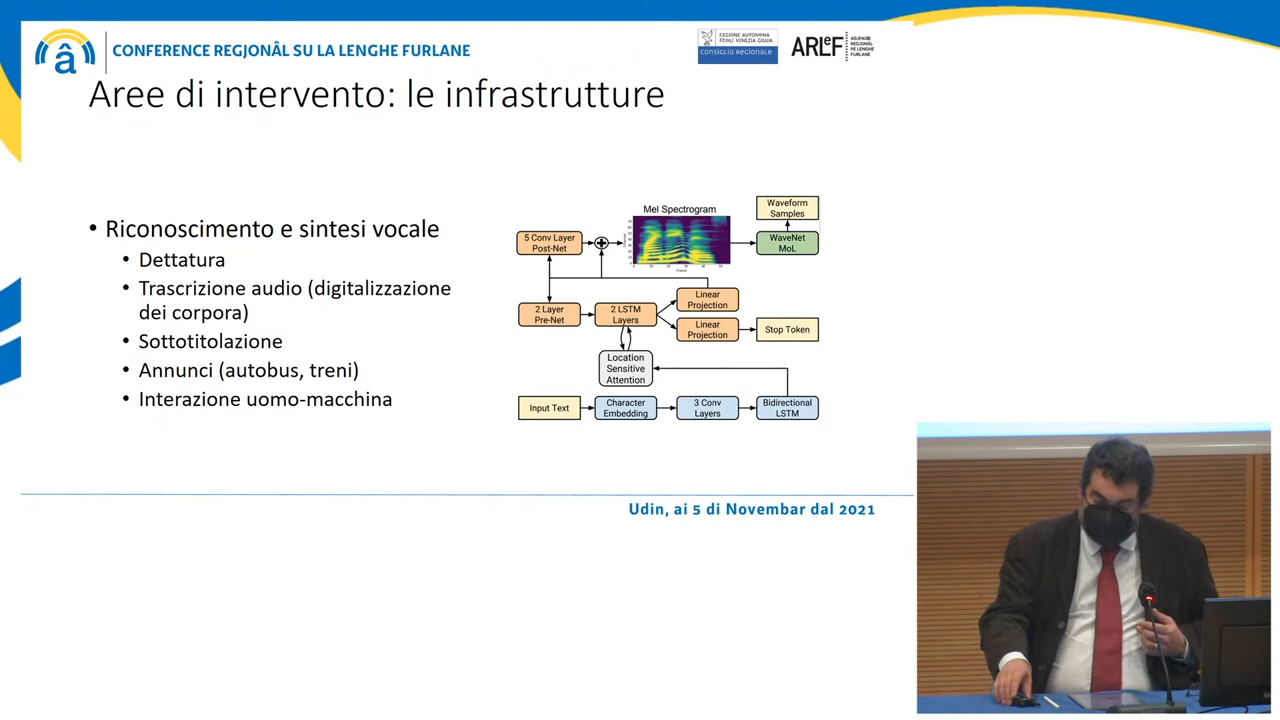 CONFERENCE REGJONÂL SU LA LENGHE FURLANE
REGIONE AUTONOMA
FRIULI VENEZIA GIULIA
CONSIGLIO REGIONALE
ARLeF
AGJENZIE
REGJONÂL
PE LENGHE
FURLANE
â
Aree di intervento: le infrastrutture
• Riconoscimento e sintesi vocale
• Dettatura
• Trascrizione audio (digitalizzazione
dei corpora)
• Sottotitolazione
• Annunci (autobus, treni)
• Interazione uomo-macchina
Waveform
Samples
Mel Spectrogram
5 Conv Layer
Post-Net
WaveNet
MoL
Frame
2 Layer
Pre-Net
2 LSTM
Layers
Linear
Projection
Linear
Projection
Stop Token
Location
Sensitive
Attention
Input Text
Character
Embedding
3 Conv
Layers
Bidirectional
LSTM
Udin, ai 5 di Novembar dal 2021